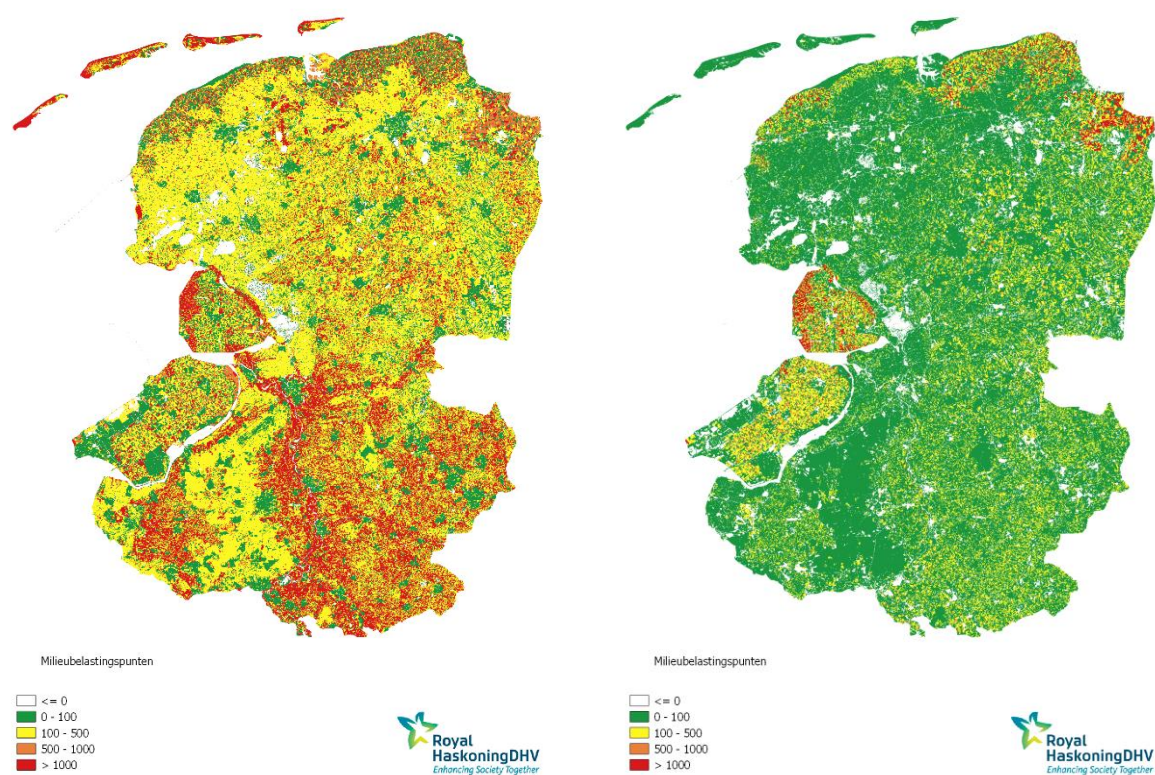 Milieubelastingspunten
<= 0
0 - 100
100 - 500
500 - 1000
> 1000
Royal
HaskoningDHV
Enhancing Society Together
Milieubelastingspunten
<= 0
0 - 100
100 - 500
500 - 1000
> 1000
Royal
HaskoningDHV
Enhancing Society Together